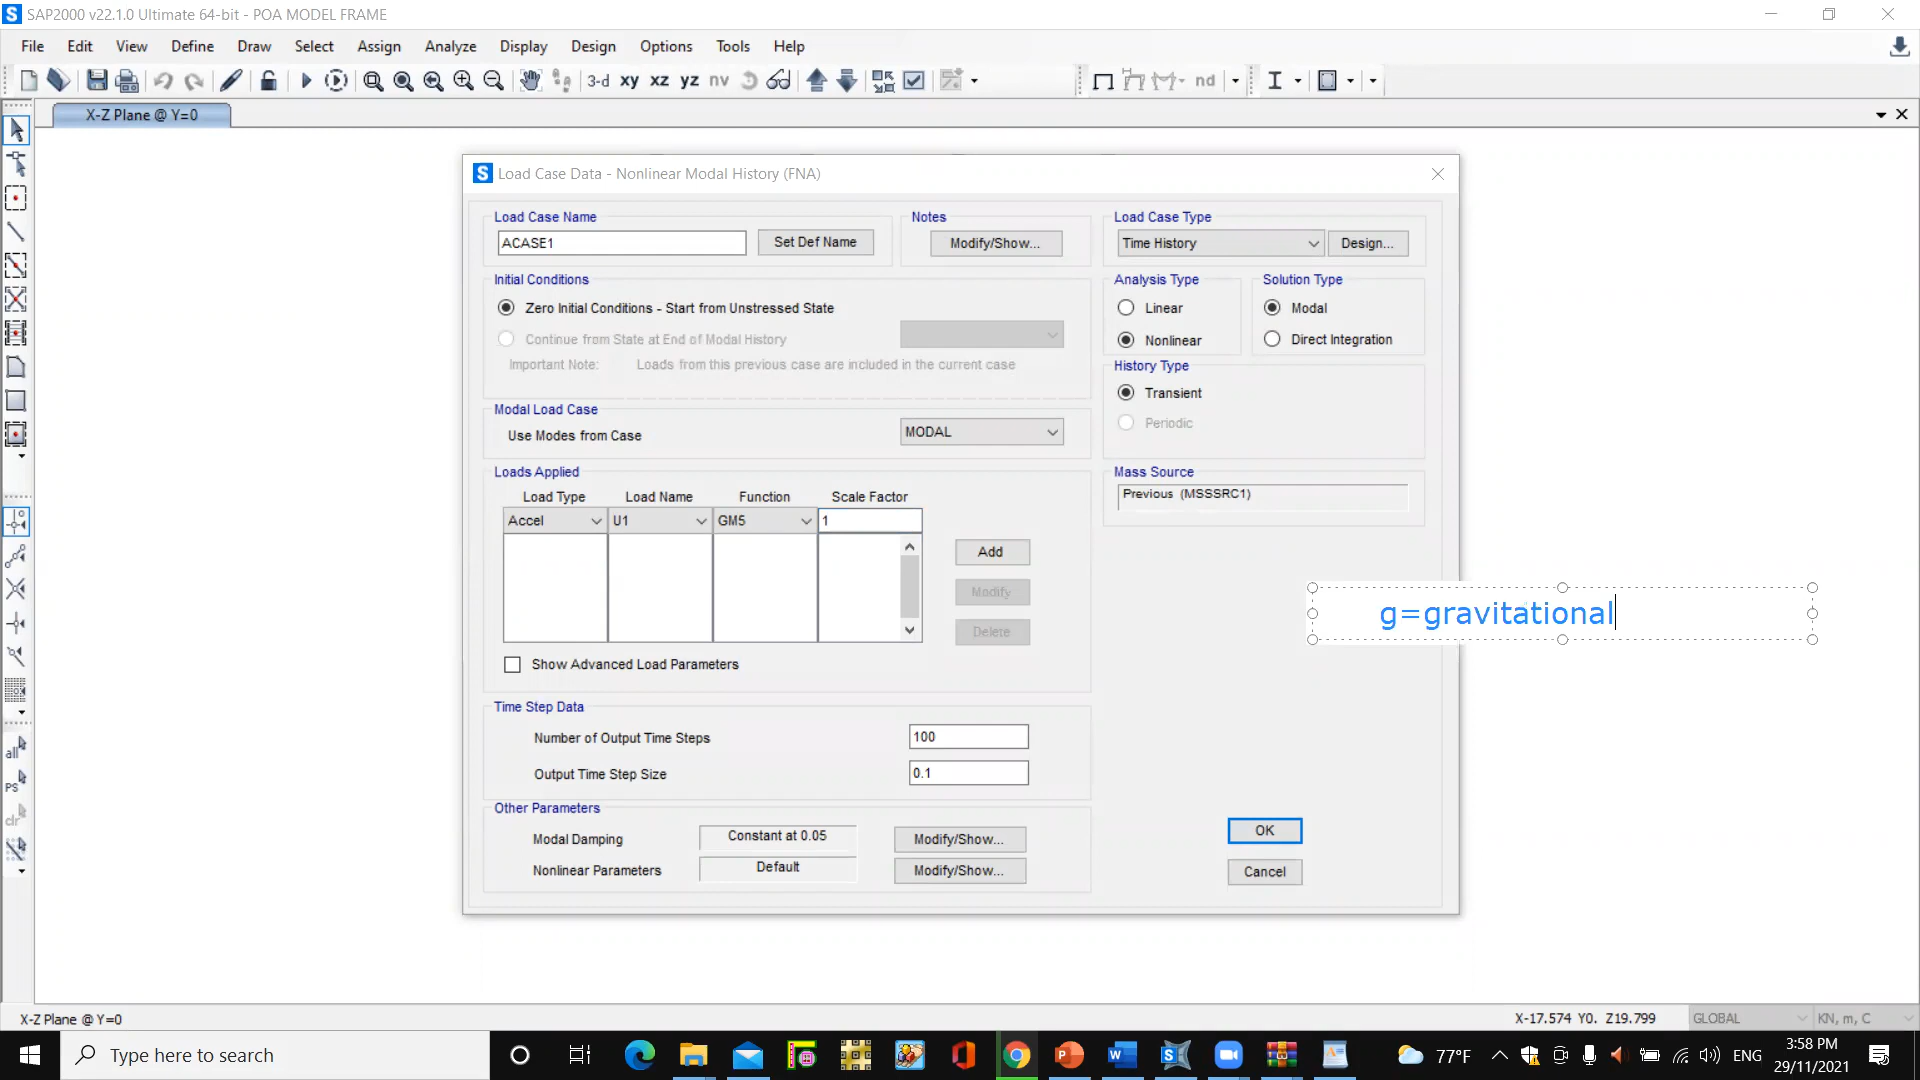 SAP2000 v22.1.0 Ultimate 64-bit - POA MODEL FRAME
File Edit View Define Draw Select Assign Analyze Display Design Options Tools Help
3-d xy xz yz nv nd
X-Z Plane @ Y=0
Load Case Data - Nonlinear Modal History (FNA)
Load Case Name
ACASE1
Set Def Name
Notes
Modify/Show...
Load Case Type
Time History
Design...
Initial Conditions
Zero Initial Conditions - Start from Unstressed State
Continue from State at End of Modal History
Important Note: Loads from this previous case are included in the current case
Analysis Type
Linear
Nonlinear
Solution Type
Modal
Direct Integration
History Type
Transient
Periodic
Modal Load Case
Use Modes from Case
MODAL
Loads Applied
Load Type Load Name Function Scale Factor
Accel U1 GM5 1
Add
Modify
Delete
Show Advanced Load Parameters
Mass Source
Previous (MSSSRC1)
g=gravitational
Time Step Data
Number of Output Time Steps 100
Output Time Step Size 0.1
Other Parameters
Modal Damping Constant at 0.05 Modify/Show...
Nonlinear Parameters Default Modify/Show...
OK
Cancel
all
PS
clr
X-Z Plane @ Y=0
X-17.574 Y0. Z19.799
GLOBAL
KN, m, C
Type here to search
77°F
ENG
3:58 PM
29/11/2021